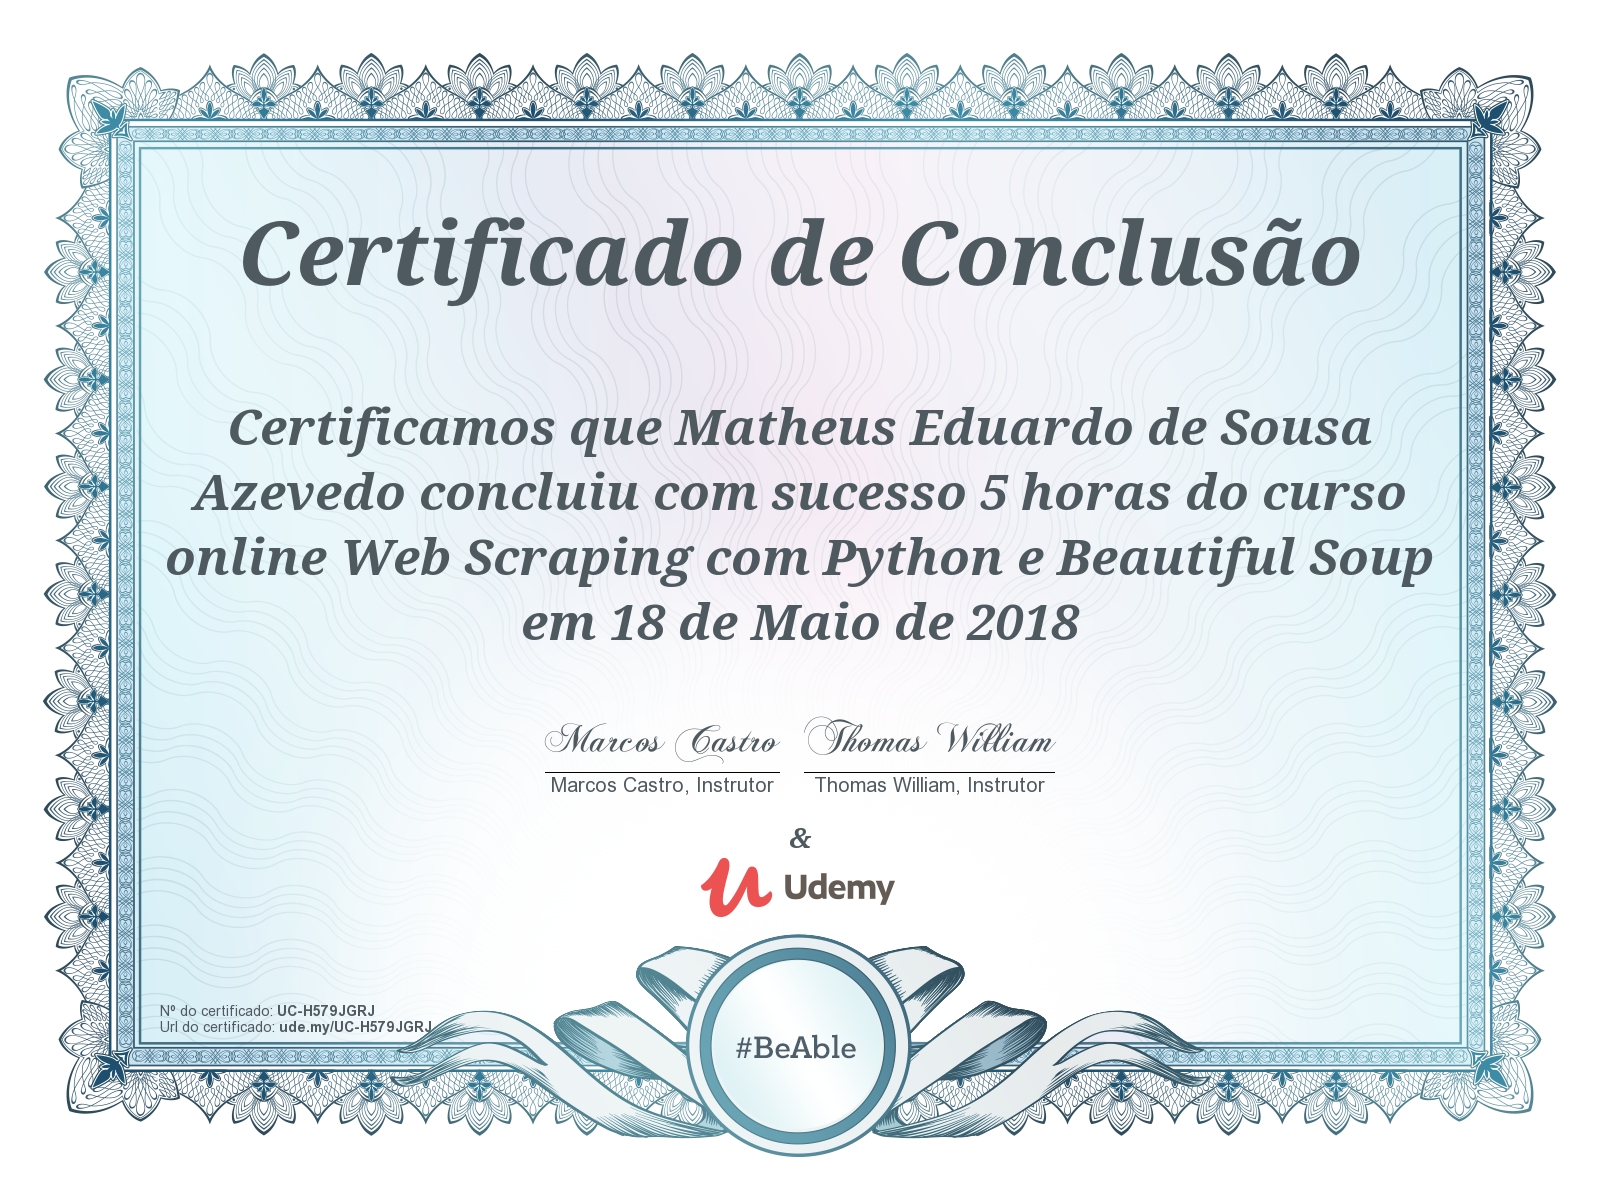 Certificado de Conclusão
Certificamos que Matheus Eduardo de Sousa
Azevedo concluiu com sucesso 5 horas do curso
online Web Scraping com Python e Beautiful Soup
em 18 de Maio de 2018
Marcos Castro Thomas William
Marcos Castro, Instrutor Thomas William, Instrutor
&
Udemy
Nº do certificado: UC-H579JGRJ
Url do certificado: ude.my/UC-H579JGRJ
#BeAble